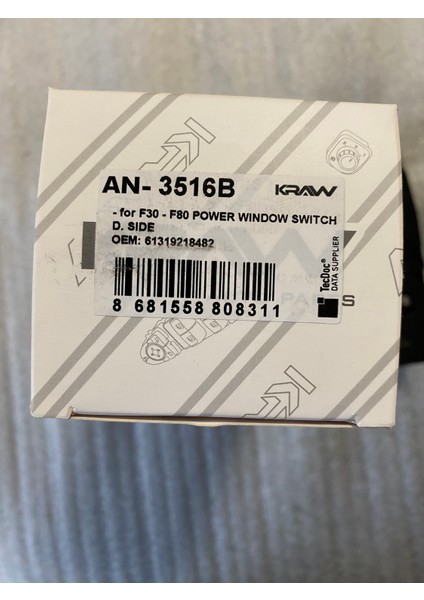 AN- 3516B KRAW
- for F30 - F80 POWER WINDOW SWITCH
D. SIDE
OEM: 61319218482
8 681558 808311
TecDoc®
DATA SUPPLIER